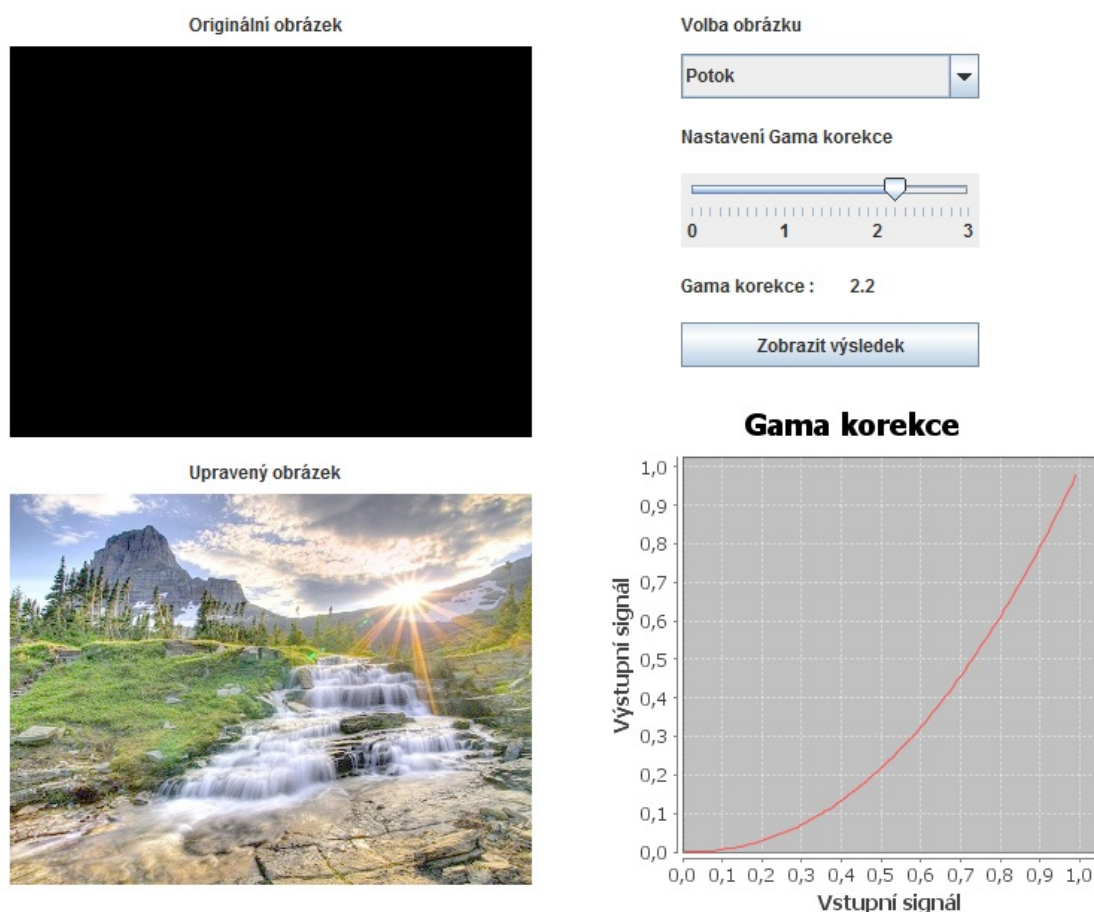 Originální obrázek
Upravený obrázek
Volba obrázku
Potok
Nastavení Gama korekce
0 1 2 3
Gama korekce : 2.2
Zobrazit výsledek
Gama korekce
1,0
0,9
0,8
0,7
0,6
0,5
0,4
0,3
0,2
0,1
0,0
Výstupní signál
0,0 0,1 0,2 0,3 0,4 0,5 0,6 0,7 0,8 0,9 1,0
Vstupní signál